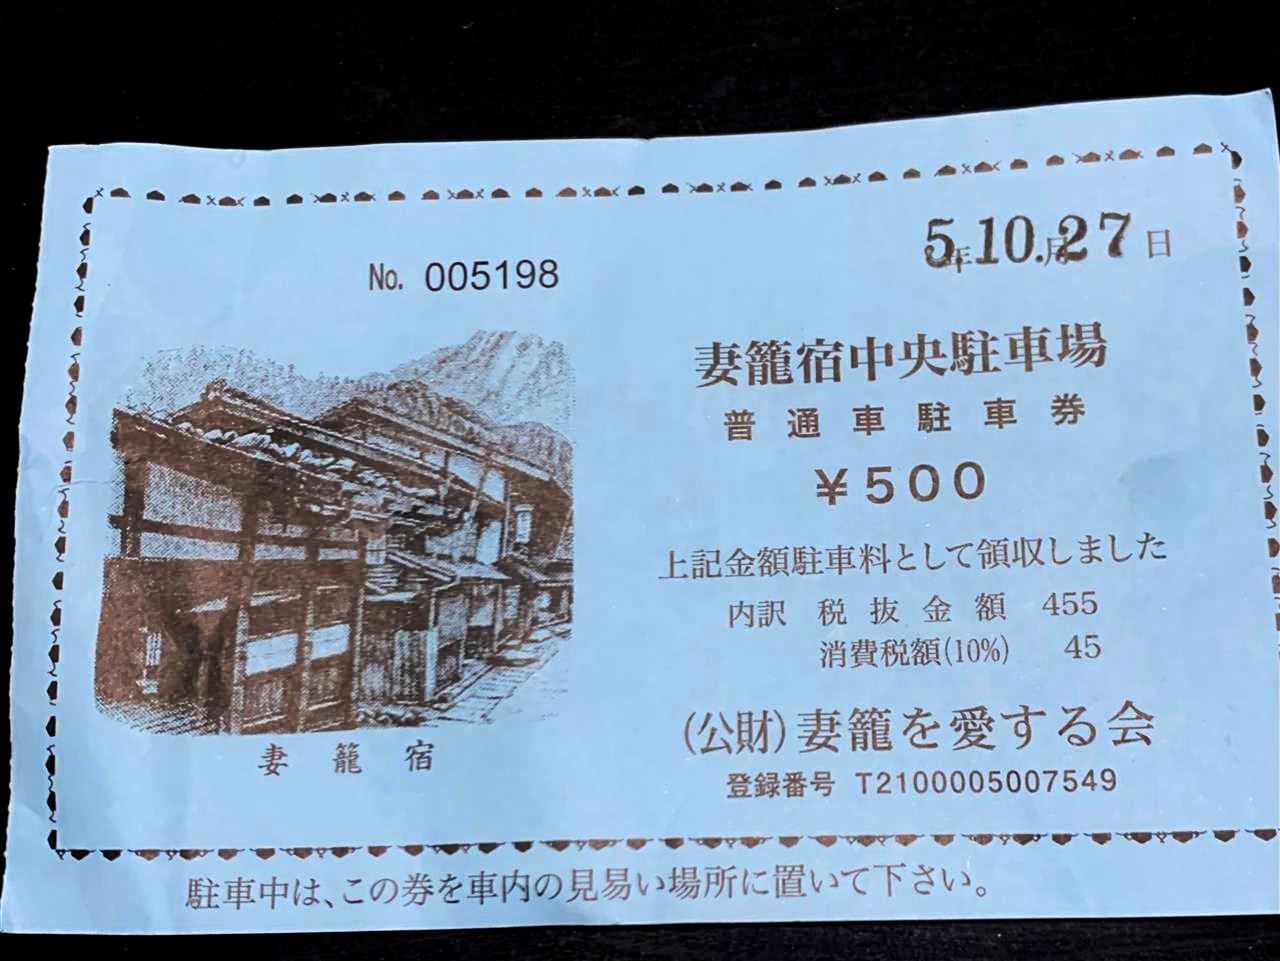 5年10月27日
No. 005198
妻籠宿中央駐車場
普通車駐車券
¥500
上記金額駐車料として領収しました
内訳 税抜金額 455
消費税額(10%) 45
(公財)妻籠を愛する会
登録番号 T2100005007549
妻籠宿
駐車中は、この券を車内の見易い場所に置いて下さい。